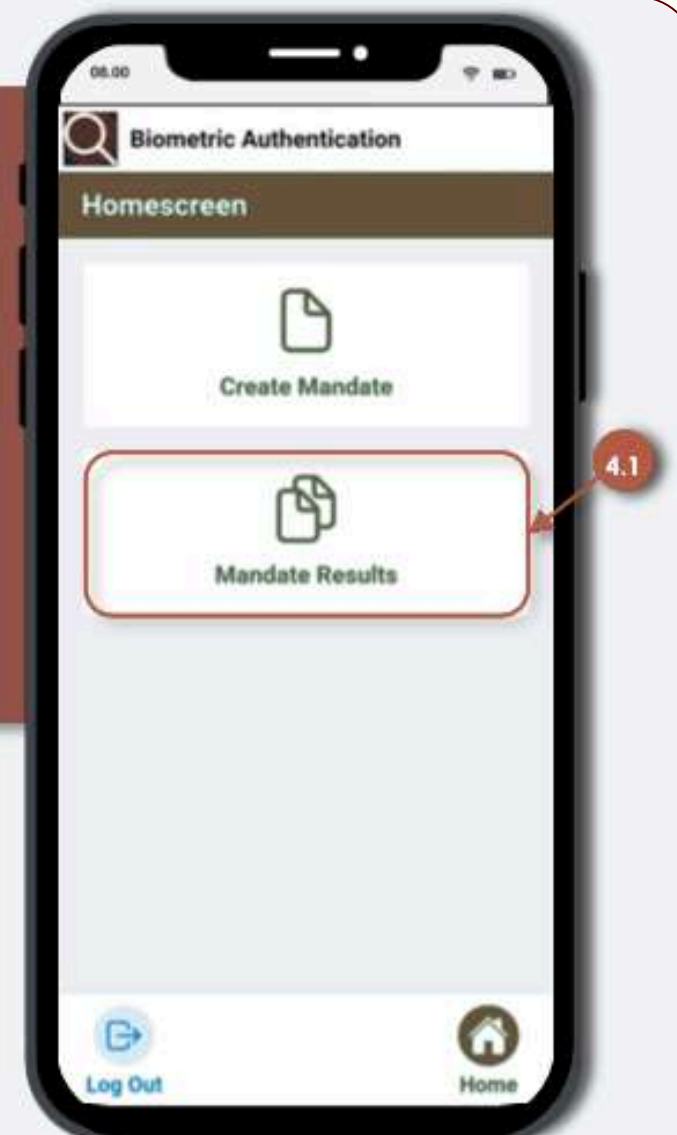 08.00
Biometric Authentication
Homescreen
Create Mandate
4.1
Mandate Results
Log Out
Home